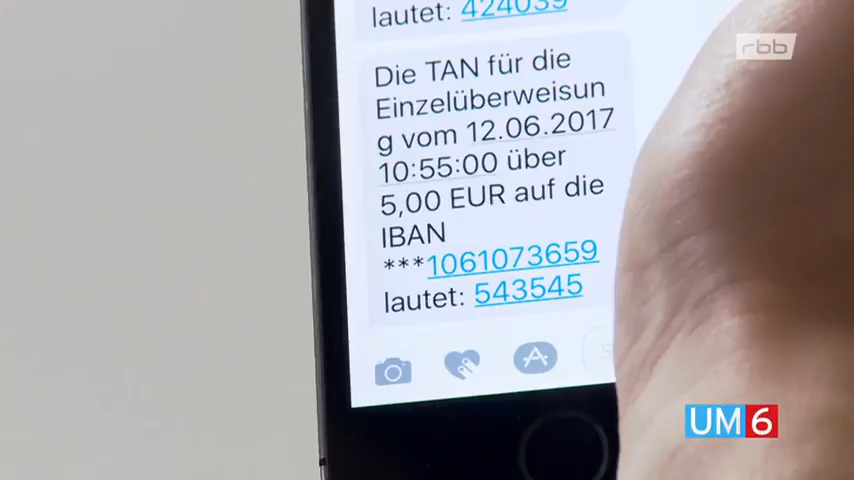 lautet: 424039
rbb
Die TAN für die
Einzelüberweisun
g vom 12.06.2017
10:55:00 über
5,00 EUR auf die
IBAN
***1061073659
lautet: 543545
S
UM6